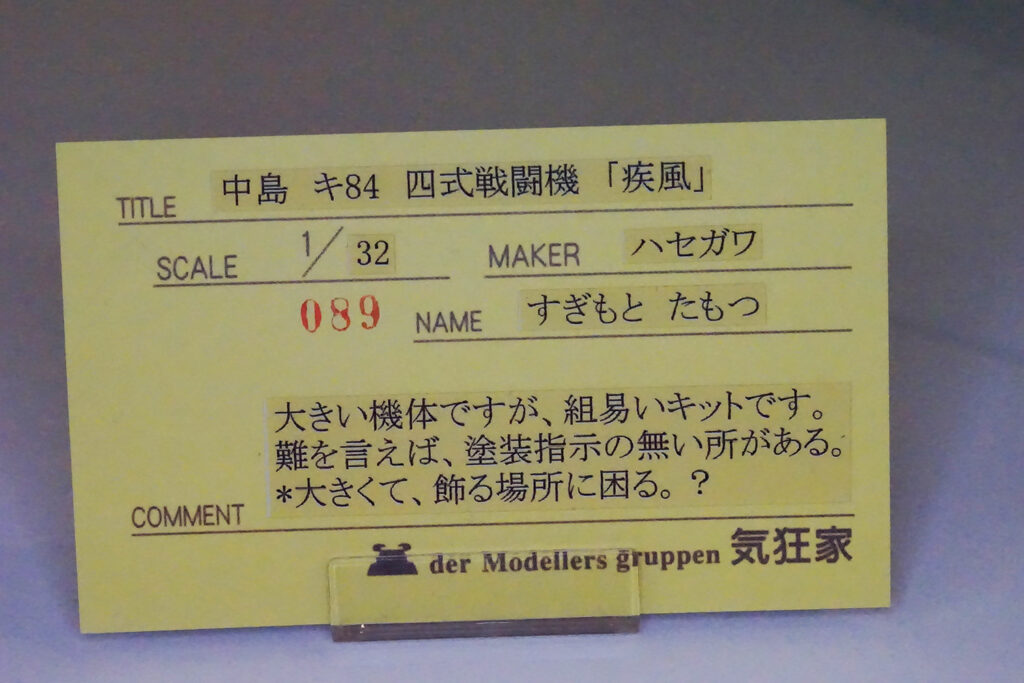 TITLE 中島 キ84 四式戦闘機 「疾風」
SCALE 1/32 MAKER ハセガワ
089 NAME すぎもと たもつ
大きい機体ですが、組易いキットです。
難を言えば、塗装指示の無い所がある。
*大きくて、飾る場所に困る。?
COMMENT
der Modellers gruppen 気狂家